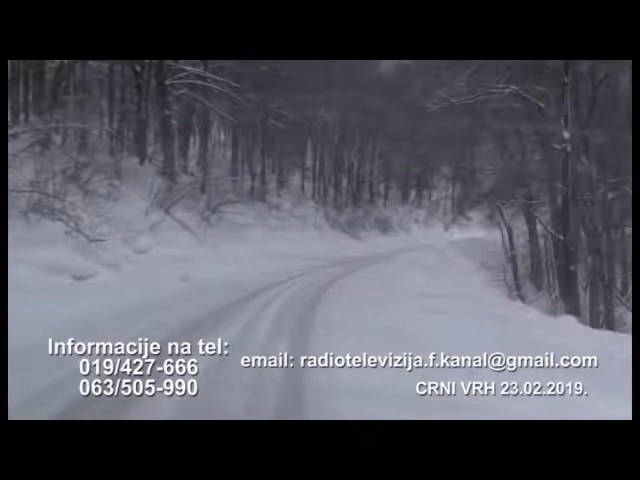 Informacije na tel:
019/427-666
063/505-990
email: radiotelevizija.f.kanal@gmail.com
CRNI VRH 23.02.2019.